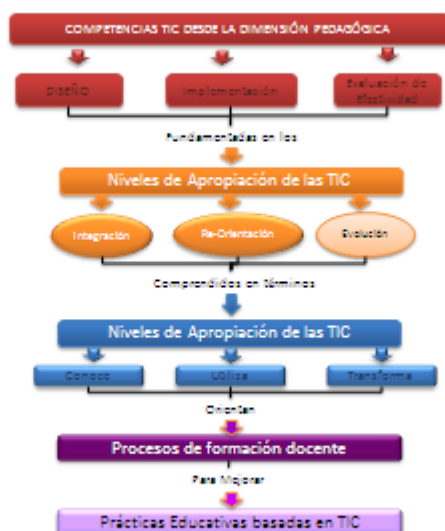 COMPETENCIAS TIC DESDE LA DIMENSIÓN PEDAGÓGICA
DISEÑO
Implementación
Evaluación de
Efectividad
Fundamentadas en los
Niveles de Apropiación de las TIC
Integración
Re-Orientación
Evolución
Comprendidos en términos
Niveles de Apropiación de las TIC
Conoce
Utiliza
Transforma
Orientan
Procesos de formación docente
Para Mejorar
Prácticas Educativas basadas en TIC